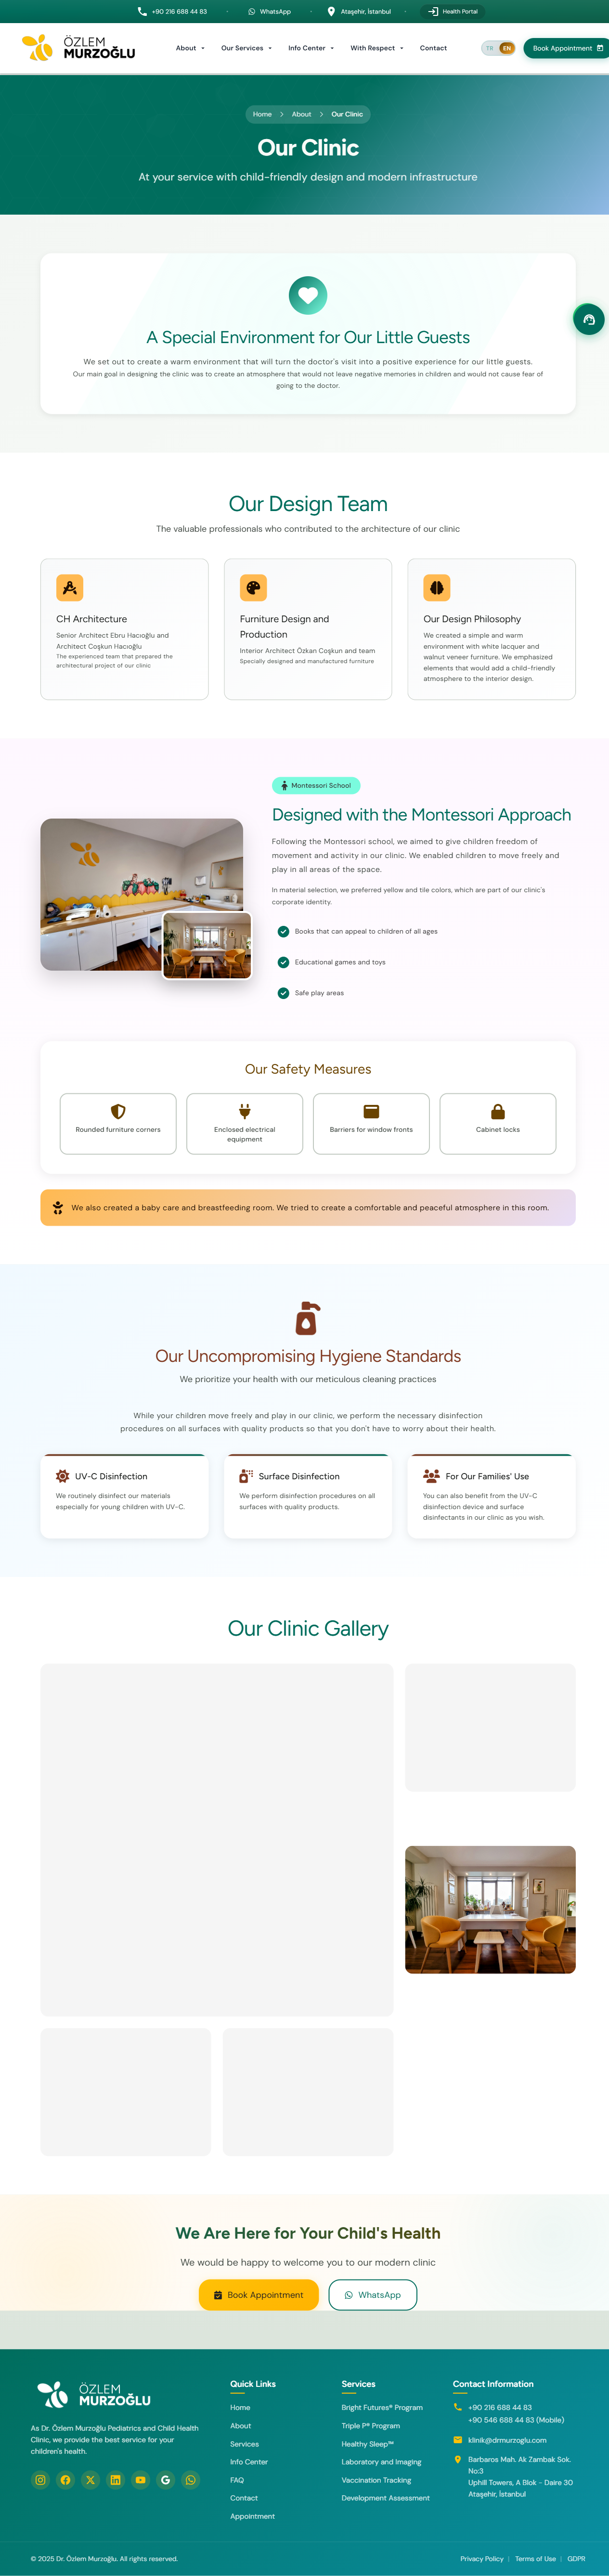 +90 216 688 44 83
WhatsApp
Ataşehir, İstanbul
Health Portal
ÖZLEM
MURZOĞLU
About
Our Services
Info Center
With Respect
Contact
TR
EN
Book Appointment
Home
About
Our Clinic
Our Clinic
At your service with child-friendly design and modern infrastructure
A Special Environment for Our Little Guests
We set out to create a warm environment that will turn the doctor's visit into a positive experience for our little guests.
Our main goal in designing the clinic was to create an atmosphere that would not leave negative memories in children and would not cause fear of
going to the doctor.
Our Design Team
The valuable professionals who contributed to the architecture of our clinic
CH Architecture
Senior Architect Ebru Hacıoğlu and
Architect Coşkun Hacıoğlu
The experienced team that prepared the
architectural project of our clinic
Furniture Design and
Production
Interior Architect Özkan Coşkun and team
Specially designed and manufactured furniture
Our Design Philosophy
We created a simple and warm
environment with white lacquer and
walnut veneer furniture. We emphasized
elements that would add a child-friendly
atmosphere to the interior design.
Montessori School
Designed with the Montessori Approach
Following the Montessori school, we aimed to give children freedom of
movement and activity in our clinic. We enabled children to move freely and
play in all areas of the space.
In material selection, we preferred yellow and tile colors, which are part of our clinic's
corporate identity.
Books that can appeal to children of all ages
Educational games and toys
Safe play areas
Our Safety Measures
Rounded furniture corners
Enclosed electrical
equipment
Barriers for window fronts
Cabinet locks
We also created a baby care and breastfeeding room. We tried to create a comfortable and peaceful atmosphere in this room.
Our Uncompromising Hygiene Standards
We prioritize your health with our meticulous cleaning practices
While your children move freely and play in our clinic, we perform the necessary disinfection
procedures on all surfaces with quality products so that you don't have to worry about their health.
UV-C Disinfection
We routinely disinfect our materials
especially for young children with UV-C.
Surface Disinfection
We perform disinfection procedures on all
surfaces with quality products.
For Our Families' Use
You can also benefit from the UV-C
disinfection device and surface
disinfectants in our clinic as you wish.
Our Clinic Gallery
We Are Here for Your Child's Health
We would be happy to welcome you to our modern clinic
Book Appointment
WhatsApp
ÖZLEM
MURZOĞLU
As Dr. Özlem Murzoğlu Pediatrics and Child Health
Clinic, we provide the best service for your
children's health.
Quick Links
Home
About
Services
Info Center
FAQ
Contact
Appointment
Services
Bright Futures® Program
Triple P® Program
Healthy Sleep™
Laboratory and Imaging
Vaccination Tracking
Development Assessment
Contact Information
+90 216 688 44 83
+90 546 688 44 83 (Mobile)
klinik@drmurzoglu.com
Barbaros Mah. Ak Zambak Sok.
No:3
Uphill Towers, A Blok - Daire 30
Ataşehir, İstanbul
© 2025 Dr. Özlem Murzoğlu. All rights reserved.
Privacy Policy | Terms of Use | GDPR